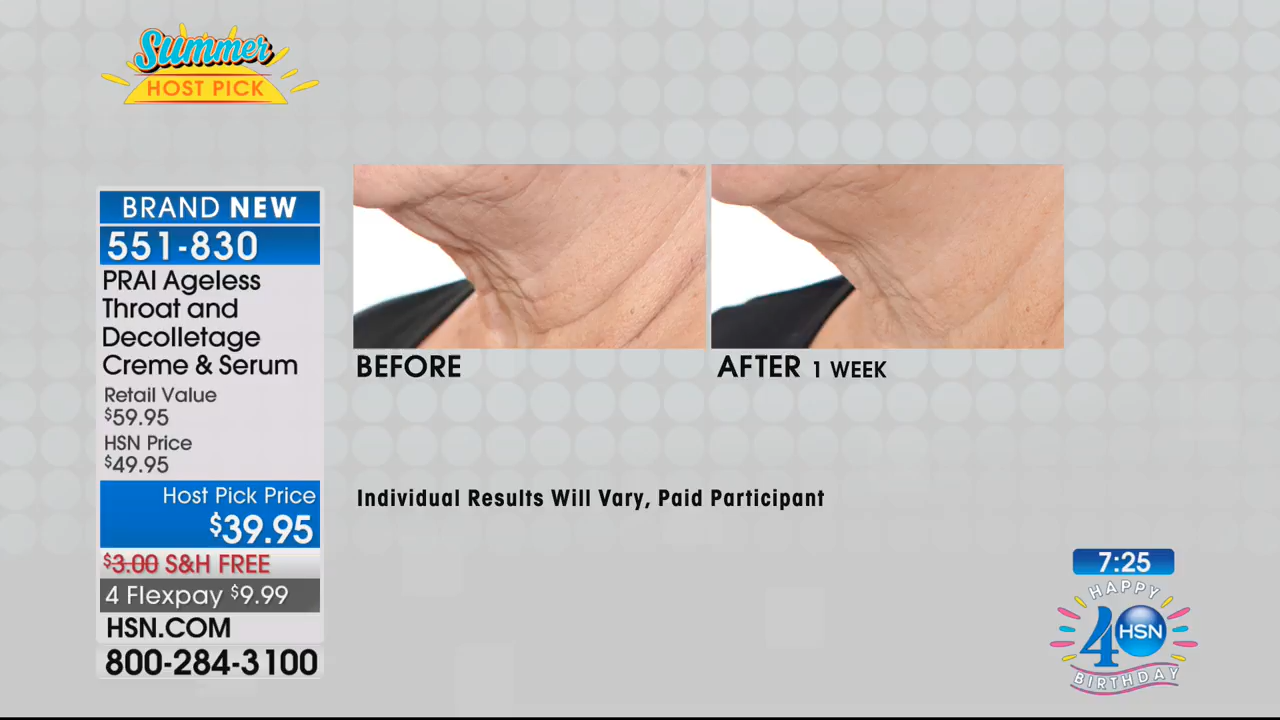 Summer
HOST PICK
BRAND NEW
551-830
PRAI Ageless
Throat and
Decolletage
Creme & Serum
Retail Value
$59.95
HSN Price
$49.95
Host Pick Price
$39.95
$3.00 S&H FREE
4 Flexpay $9.99
HSN.COM
800-284-3100
BEFORE
AFTER 1 WEEK
Individual Results Will Vary, Paid Participant
7:25
HAPPY
40
HSN
BIRTHDAY